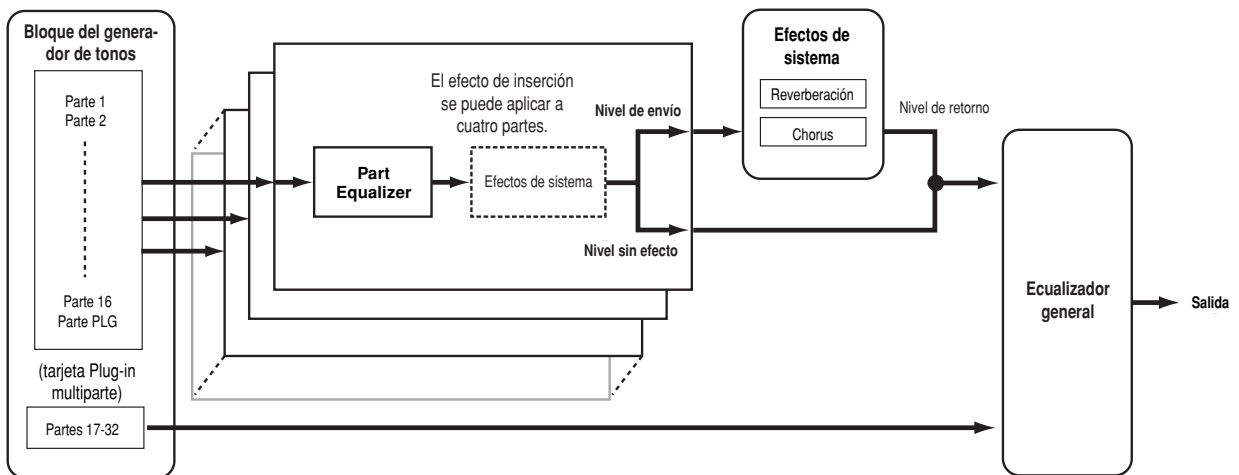 Bloque del genera-
dor de tonos
Parte 1
Parte 2
Parte 16
Parte PLG
(tarjeta Plug-in
multiparte)
Partes 17-32
El efecto de inserción
se puede aplicar a
cuatro partes.
Part
Equalizer
Efectos de sistema
Nivel de envío
Nivel sin efecto
Efectos de
sistema
Reverberación
Chorus
Nivel de retorno
Ecualizador
general
Salida